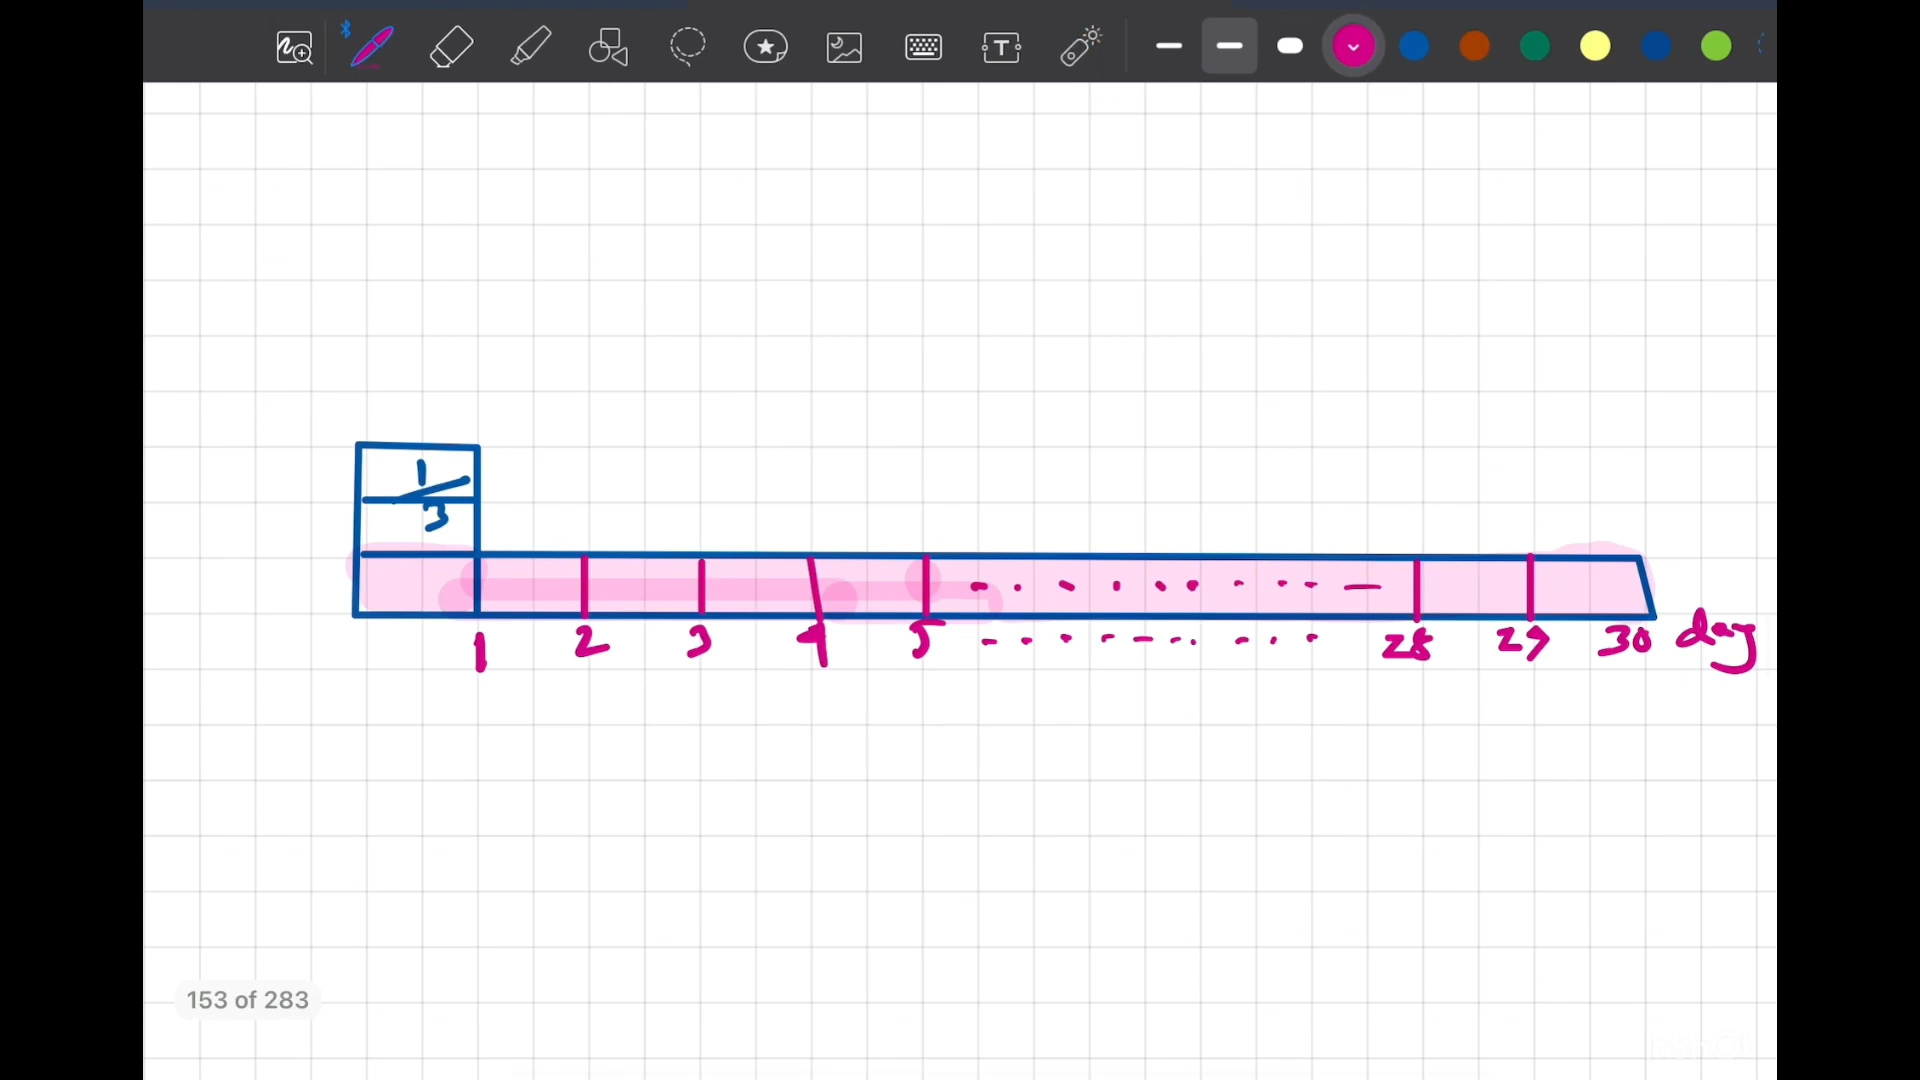 T
1
3
1 2 3 4 5 - . . . - . . . . . 28 29 30 day
153 of 283